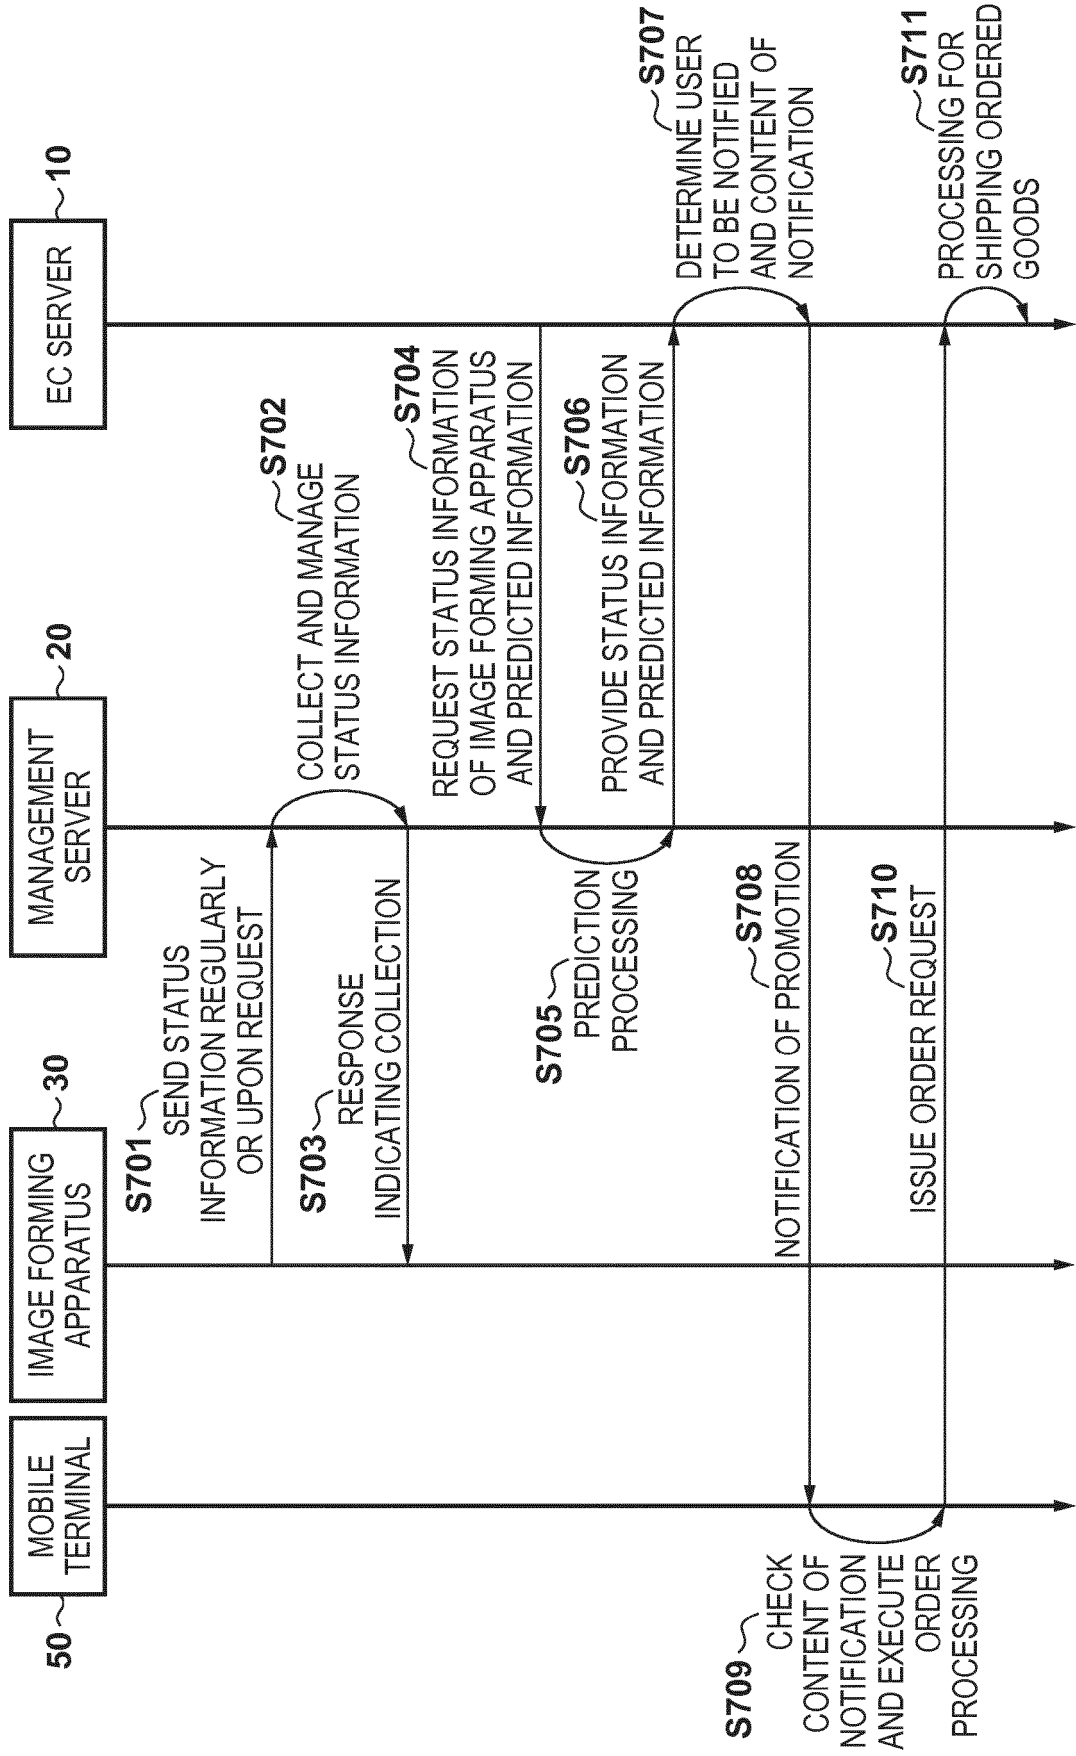 50
MOBILE
TERMINAL
30
IMAGE FORMING
APPARATUS
20
MANAGEMENT
SERVER
10
EC SERVER
S701
SEND STATUS
INFORMATION REGULARLY
OR UPON REQUEST
S702
COLLECT AND MANAGE
STATUS INFORMATION
S703
RESPONSE
INDICATING COLLECTION
S704
REQUEST STATUS INFORMATION
OF IMAGE FORMING APPARATUS
AND PREDICTED INFORMATION
S705
PREDICTION
PROCESSING
S706
PROVIDE STATUS INFORMATION
AND PREDICTED INFORMATION
S707
DETERMINE USER
TO BE NOTIFIED
AND CONTENT OF
NOTIFICATION
S708
NOTIFICATION OF PROMOTION
S709
CHECK
CONTENT OF
NOTIFICATION
AND EXECUTE
ORDER
PROCESSING
S710
ISSUE ORDER REQUEST
S711
PROCESSING FOR
SHIPPING ORDERED
GOODS